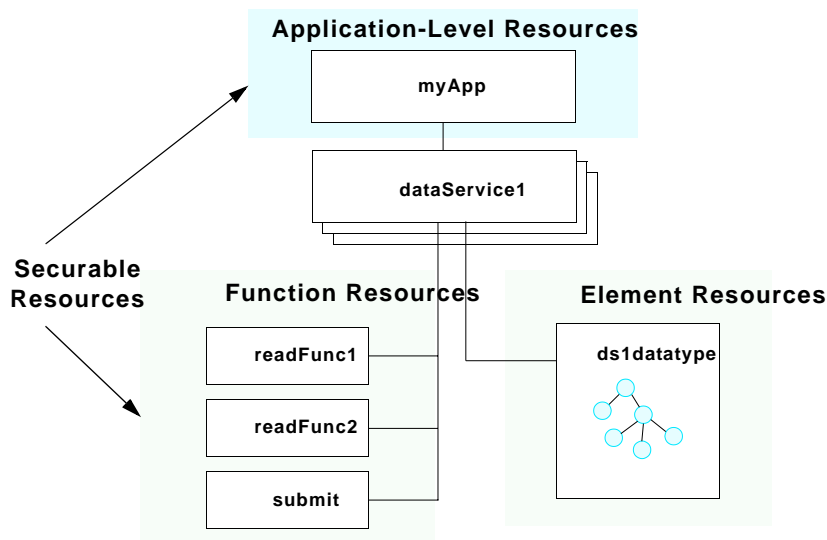 Application-Level Resources
myApp
dataService1
Securable
Resources
Function Resources
Element Resources
readFunc1
ds1datatype
readFunc2
submit